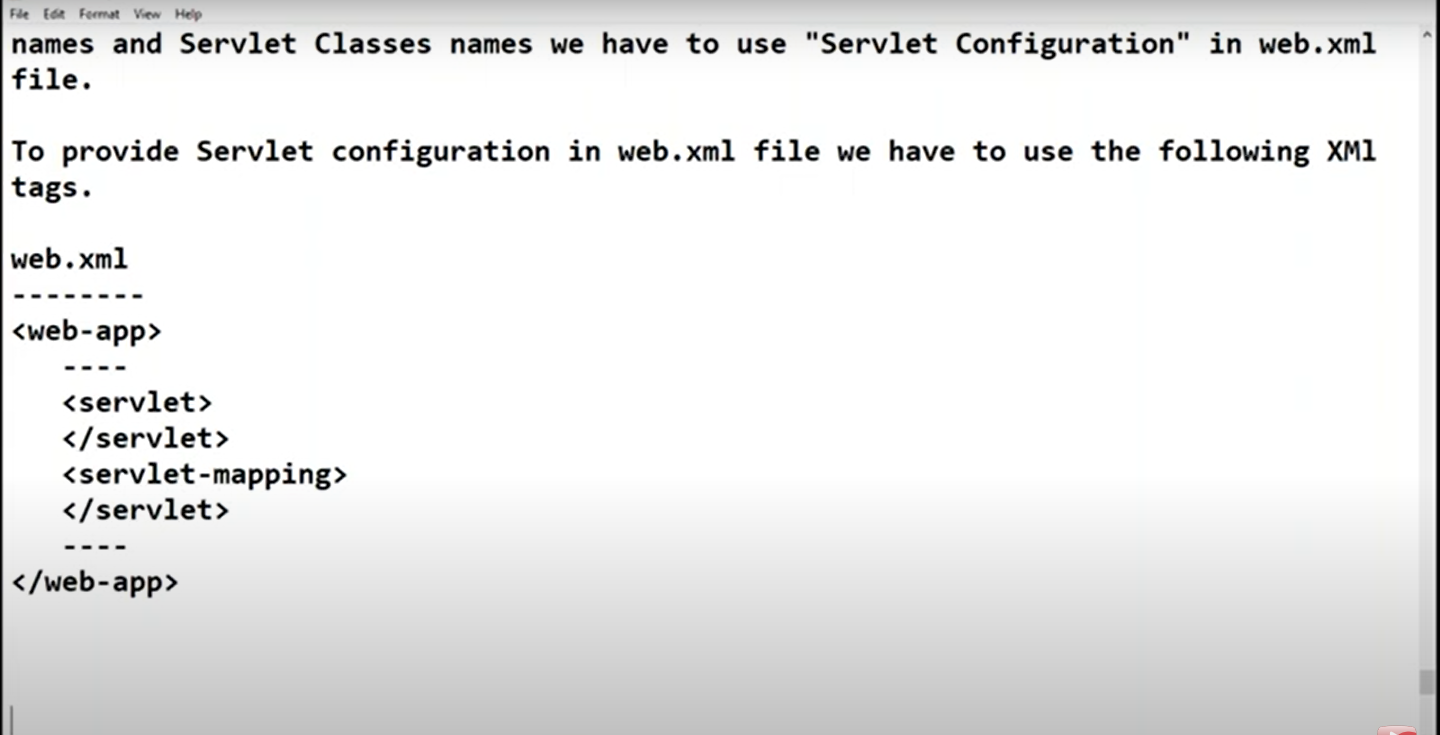 File Edit Format View Help
names and Servlet Classes names we have to use "Servlet Configuration" in web.xml
file.
To provide Servlet configuration in web.xml file we have to use the following XMl
tags.
web.xml
--------
<web-app>
----
<servlet>
</servlet>
<servlet-mapping>
</servlet>
----
</web-app>